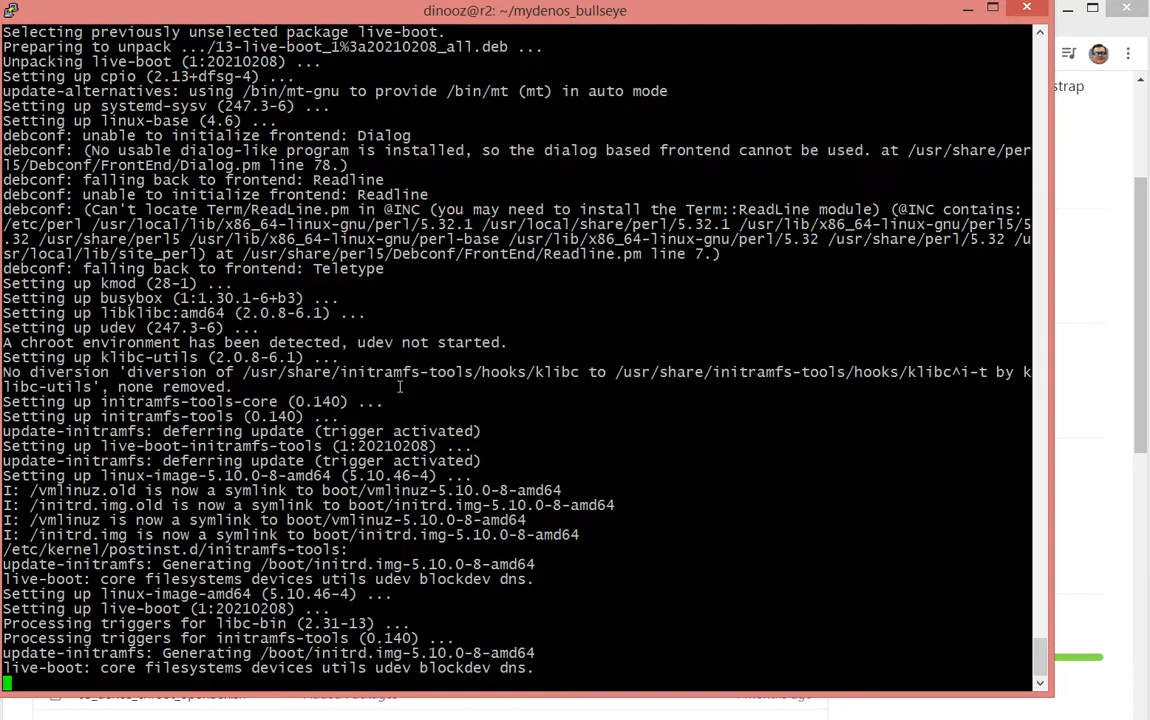 dinooz@r2: ~/mydenos_bullseye
Selecting previously unselected package live-boot.
Preparing to unpack .../13-live-boot_1%3a20210208_all.deb ...
Unpacking live-boot (1:20210208) ...
Setting up cpio (2.13+dfsg-4) ...
update-alternatives: using /bin/mt-gnu to provide /bin/mt (mt) in auto mode
Setting up systemd-sysv (247.3-6) ...
Setting up linux-base (4.6) ...
debconf: unable to initialize frontend: Dialog
debconf: (No usable dialog-like program is installed, so the dialog based frontend cannot be used. at /usr/share/per
l5/Debconf/FrontEnd/Dialog.pm line 78.)
debconf: falling back to frontend: Readline
debconf: unable to initialize frontend: Readline
debconf: (Can't locate Term/ReadLine.pm in @INC (you may need to install the Term::ReadLine module) (@INC contains:
/etc/perl /usr/local/lib/x86_64-linux-gnu/perl/5.32.1 /usr/local/share/perl/5.32.1 /usr/lib/x86_64-linux-gnu/perl5/5
.32 /usr/share/perl5 /usr/lib/x86_64-linux-gnu/perl-base /usr/lib/x86_64-linux-gnu/perl/5.32 /usr/share/perl/5.32 /u
sr/local/lib/site_perl) at /usr/share/perl5/Debconf/FrontEnd/Readline.pm line 7.)
debconf: falling back to frontend: Teletype
Setting up kmod (28-1) ...
Setting up busybox (1:1.30.1-6+b3) ...
Setting up libklibc:amd64 (2.0.8-6.1) ...
Setting up udev (247.3-6) ...
A chroot environment has been detected, udev not started.
Setting up klibc-utils (2.0.8-6.1) ...
No diversion 'diversion of /usr/share/initramfs-tools/hooks/klibc to /usr/share/initramfs-tools/hooks/klibc^i-t by k
libc-utils', none removed.
Setting up initramfs-tools-core (0.140) ...
Setting up initramfs-tools (0.140) ...
update-initramfs: deferring update (trigger activated)
Setting up live-boot-initramfs-tools (1:20210208) ...
update-initramfs: deferring update (trigger activated)
Setting up linux-image-5.10.0-8-amd64 (5.10.46-4) ...
I: /vmlinuz.old is now a symlink to boot/vmlinuz-5.10.0-8-amd64
I: /initrd.img.old is now a symlink to boot/initrd.img-5.10.0-8-amd64
I: /vmlinuz is now a symlink to boot/vmlinuz-5.10.0-8-amd64
I: /initrd.img is now a symlink to boot/initrd.img-5.10.0-8-amd64
/etc/kernel/postinst.d/initramfs-tools:
update-initramfs: Generating /boot/initrd.img-5.10.0-8-amd64
live-boot: core filesystems devices utils udev blockdev dns.
Setting up linux-image-amd64 (5.10.46-4) ...
Setting up live-boot (1:20210208) ...
Processing triggers for libc-bin (2.31-13) ...
Processing triggers for initramfs-tools (0.140) ...
update-initramfs: Generating /boot/initrd.img-5.10.0-8-amd64
live-boot: core filesystems devices utils udev blockdev dns.
strap